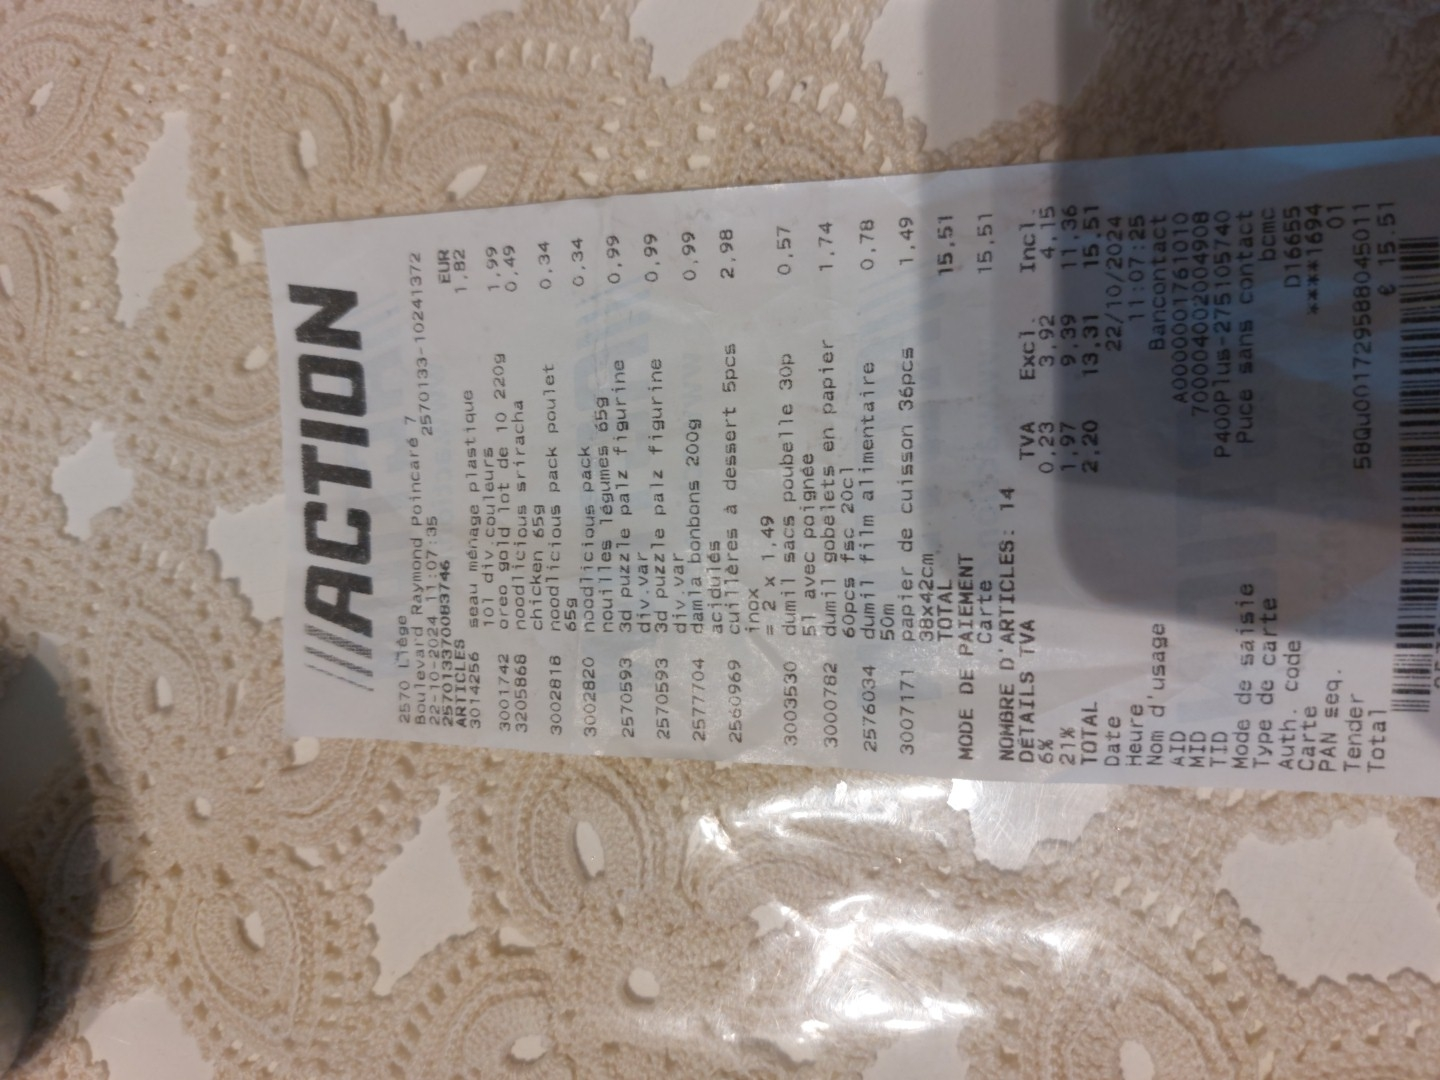 ///ACTION
2570 Liège
Boulevard Raymond Poincaré 7
22-10-2024 11:07:35 2570133-10241372
2570133700 83746
ARTICLES EUR
3014256 seau ménage plastique 1,82
10l div.couleurs
3001742 oreo gold lot de 10 220g 1,99
3205868 noodlicious sriracha 0,49
chicken 65g
3002818 noodlicious pack poulet 0,34
65g
3002820 noodlicious pack 0,34
nouilles légumes 65g
2570593 3d puzzle palz figurine 0,99
div.var
2570593 3d puzzle palz figurine 0,99
div.var
2577704 damla bonbons 200g 0,99
acidulés
2560969 cuillères à dessert 5pcs 2,98
inox
= 2 x 1,49
3003530 dumil sacs poubelle 30p 0,57
5l avec poignée
3000782 dumil gobelets en papier 1,74
60pcs fsc 20cl
2576034 dumil film alimentaire 0,78
50m
3007171 papier de cuisson 36pcs 1,49
38x42cm
TOTAL 15,51
MODE DE PAIEMENT
Carte 15,51
NOMBRE D'ARTICLES: 14
DÉTAILS TVA TVA Excl. Incl.
6% 0,23 3,92 4,15
21% 1,97 9,39 11,36
TOTAL 2,20 13,31 15,51
Date 22/10/2024
Heure 11:07:25
Nom d'usage Bancontact
AID A0000001761010
MID 700004002004908
TID P400Plus-275105740
Mode de saisie Puce sans contact
Type de carte bcmc
Auth. code D16655
Carte ****1694
PAN seq. 01
Tender 58Qu001729588045011
Total € 15.51